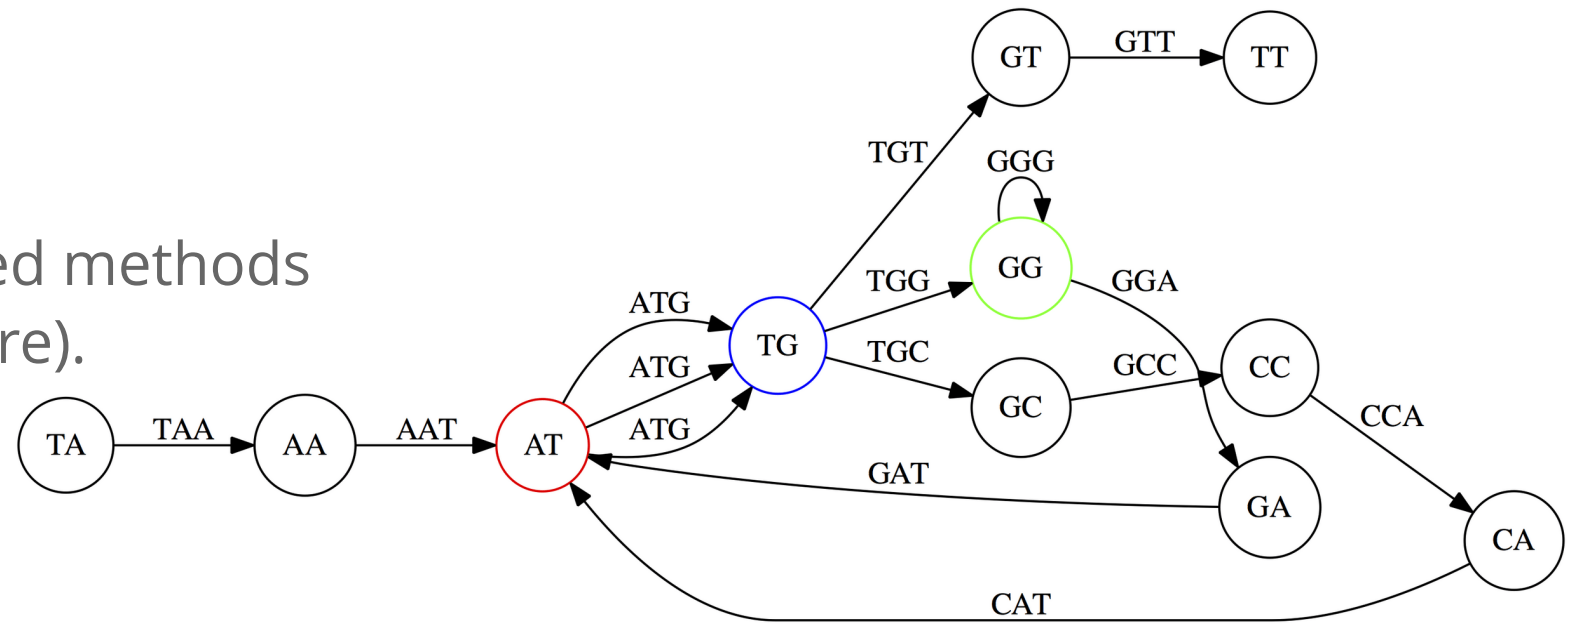 GT
GTT
TT
TGT
GGG
ed methods
TGG
GG
GGA
ATG
TG
TGC
re).
ATG
GCC
CC
GC
TA
TAA
AA
AAT
AT
ATG
CCA
GAT
GA
CA
CAT